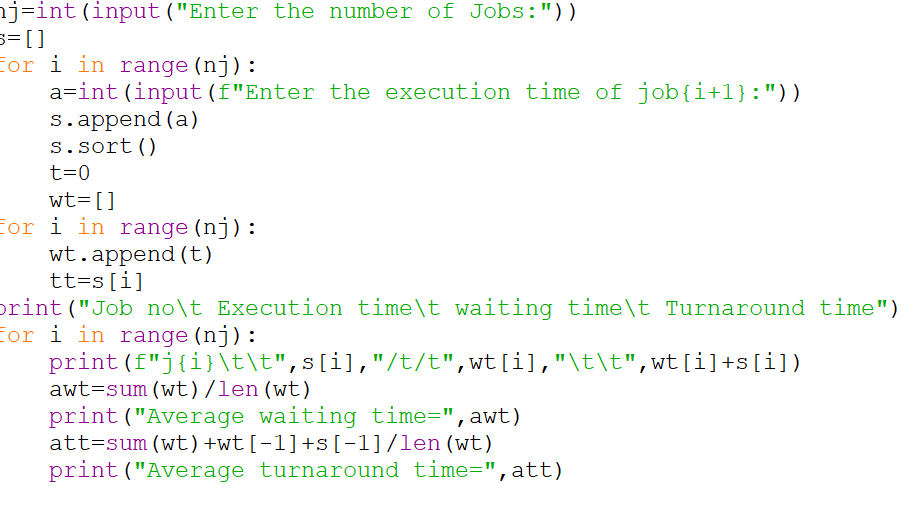 nj=int(input("Enter the number of Jobs:"))
s=[]
for i in range(nj):
    a=int(input(f"Enter the execution time of job{i+1}:"))
    s.append(a)
    s.sort()
    t=0
    wt=[]
for i in range(nj):
    wt.append(t)
    tt=s[i]
print("Job no\t Execution time\t waiting time\t Turnaround time")
for i in range(nj):
    print(f"j{i}\t\t",s[i],"/t/t",wt[i],"\t\t",wt[i]+s[i])
    awt=sum(wt)/len(wt)
    print("Average waiting time=",awt)
    att=sum(wt)+wt[-1]+s[-1]/len(wt)
    print("Average turnaround time=",att)